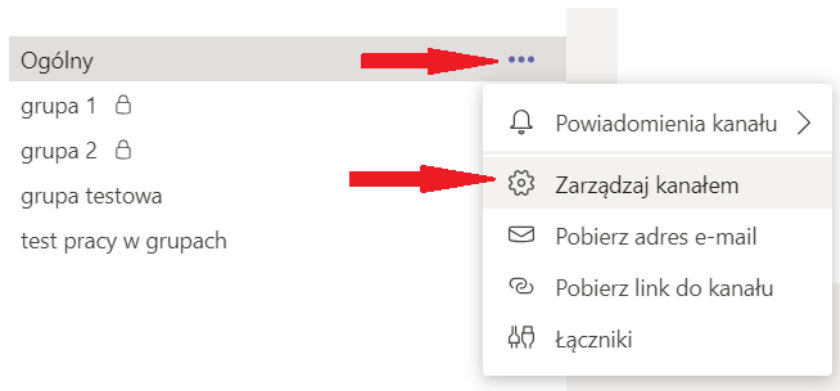 Ogólny
grupa 1
grupa 2
grupa testowa
test pracy w grupach
Powiadomienia kanału
Zarządzaj kanałem
Pobierz adres e-mail
Pobierz link do kanału
Łączniki